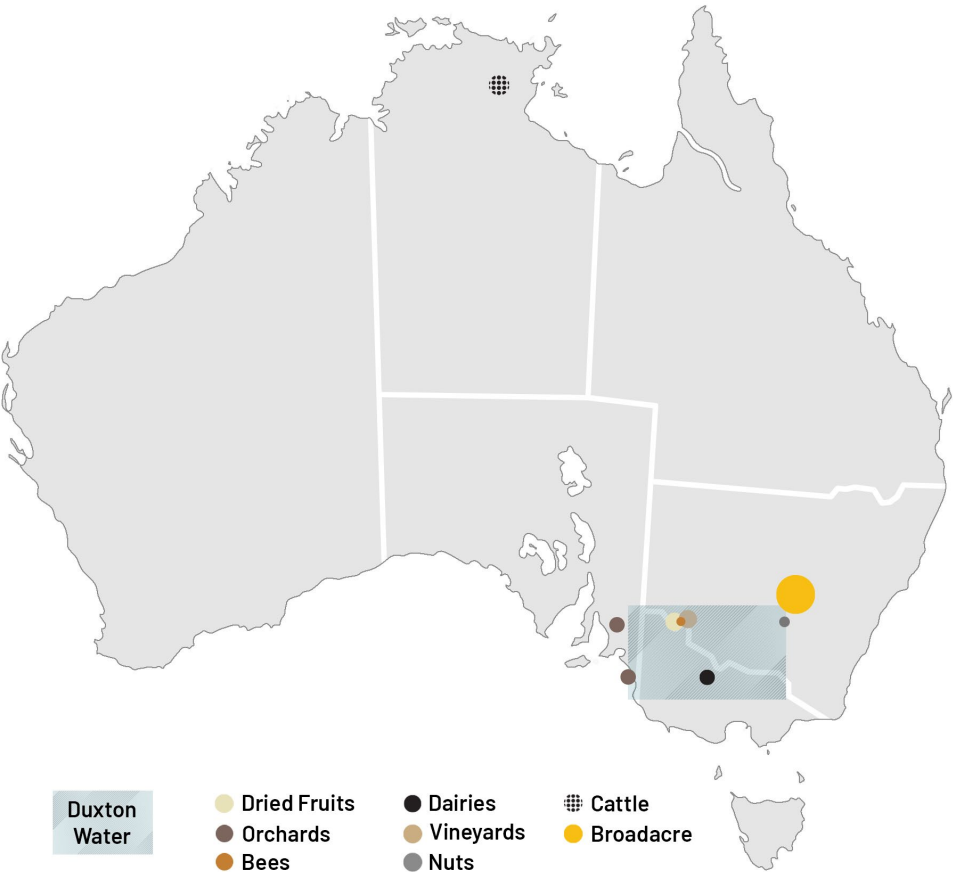 Duxton
Water
Dried Fruits
Orchards
Bees
Dairies
Vineyards
Nuts
Cattle
Broadacre